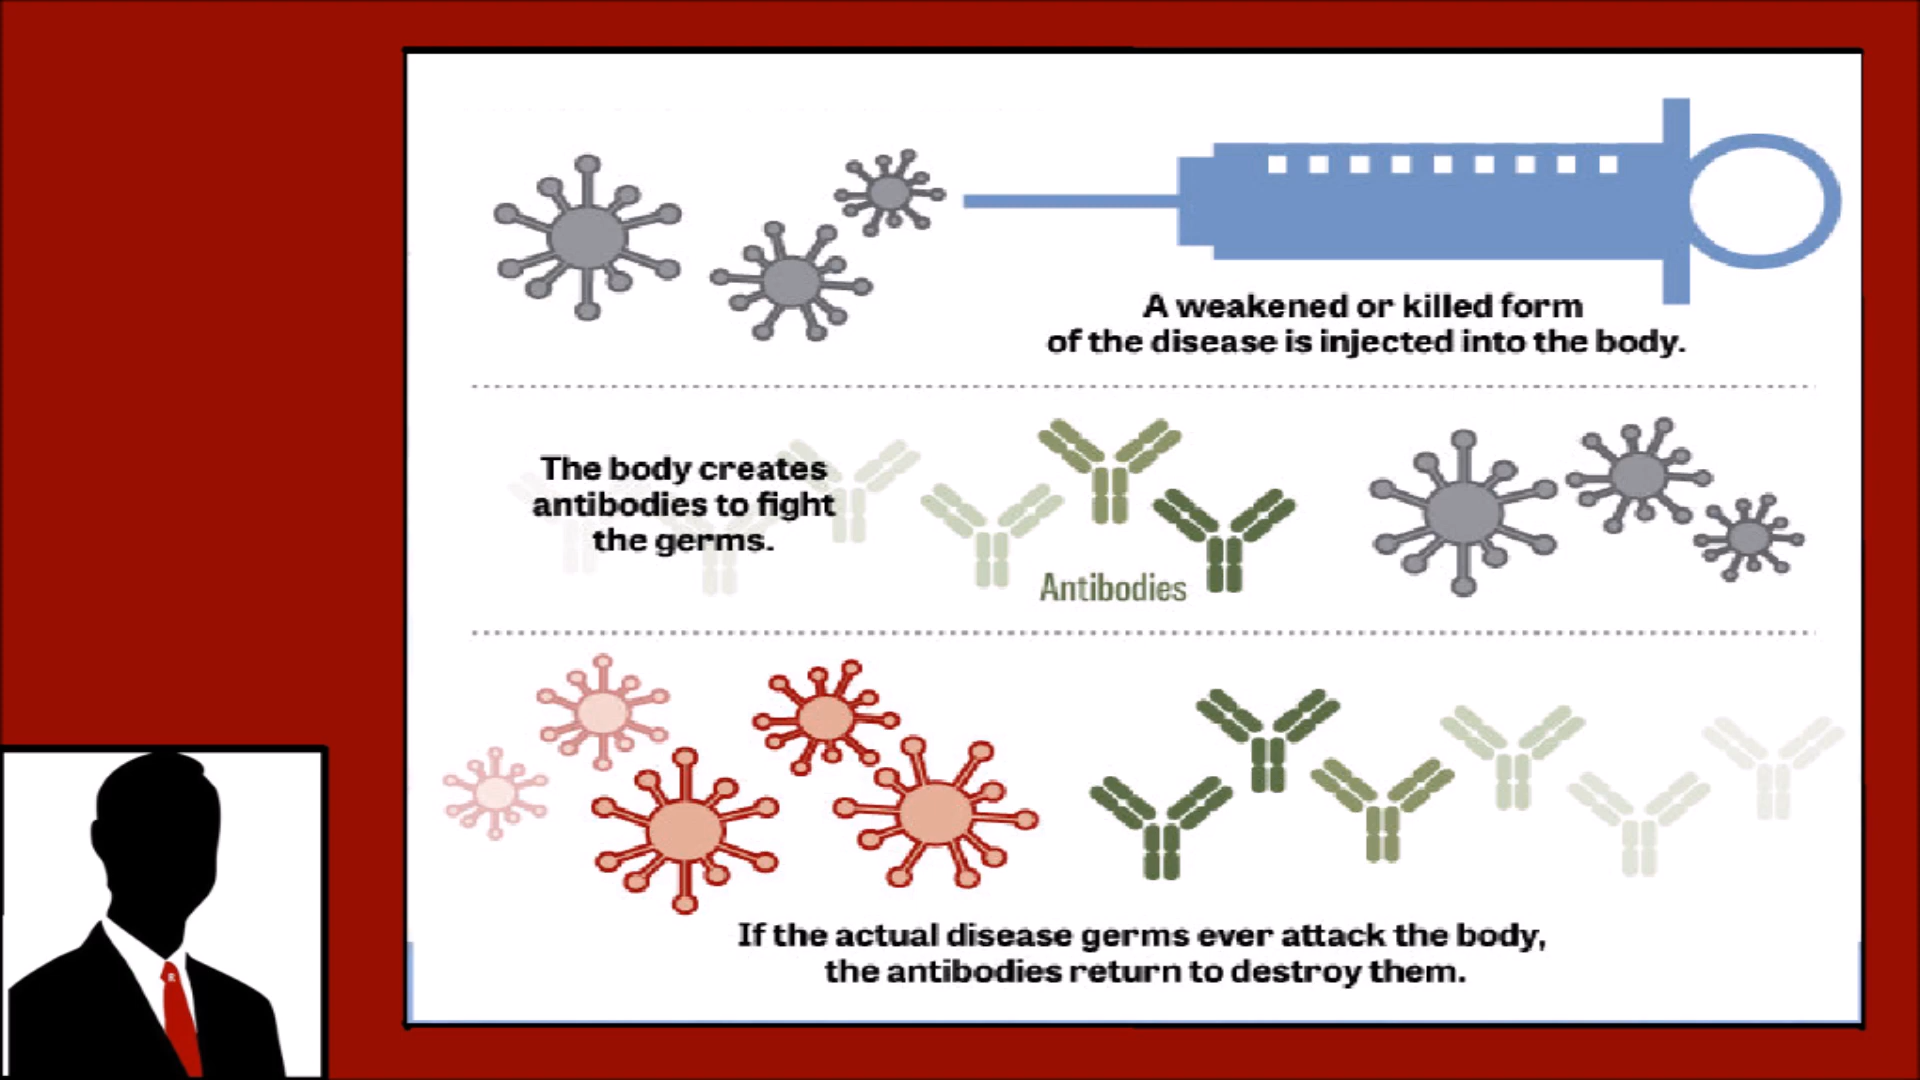 A weakened or killed form
of the disease is injected into the body.
The body creates
antibodies to fight
the germs.
Antibodies
If the actual disease germs ever attack the body,
the antibodies return to destroy them.
R